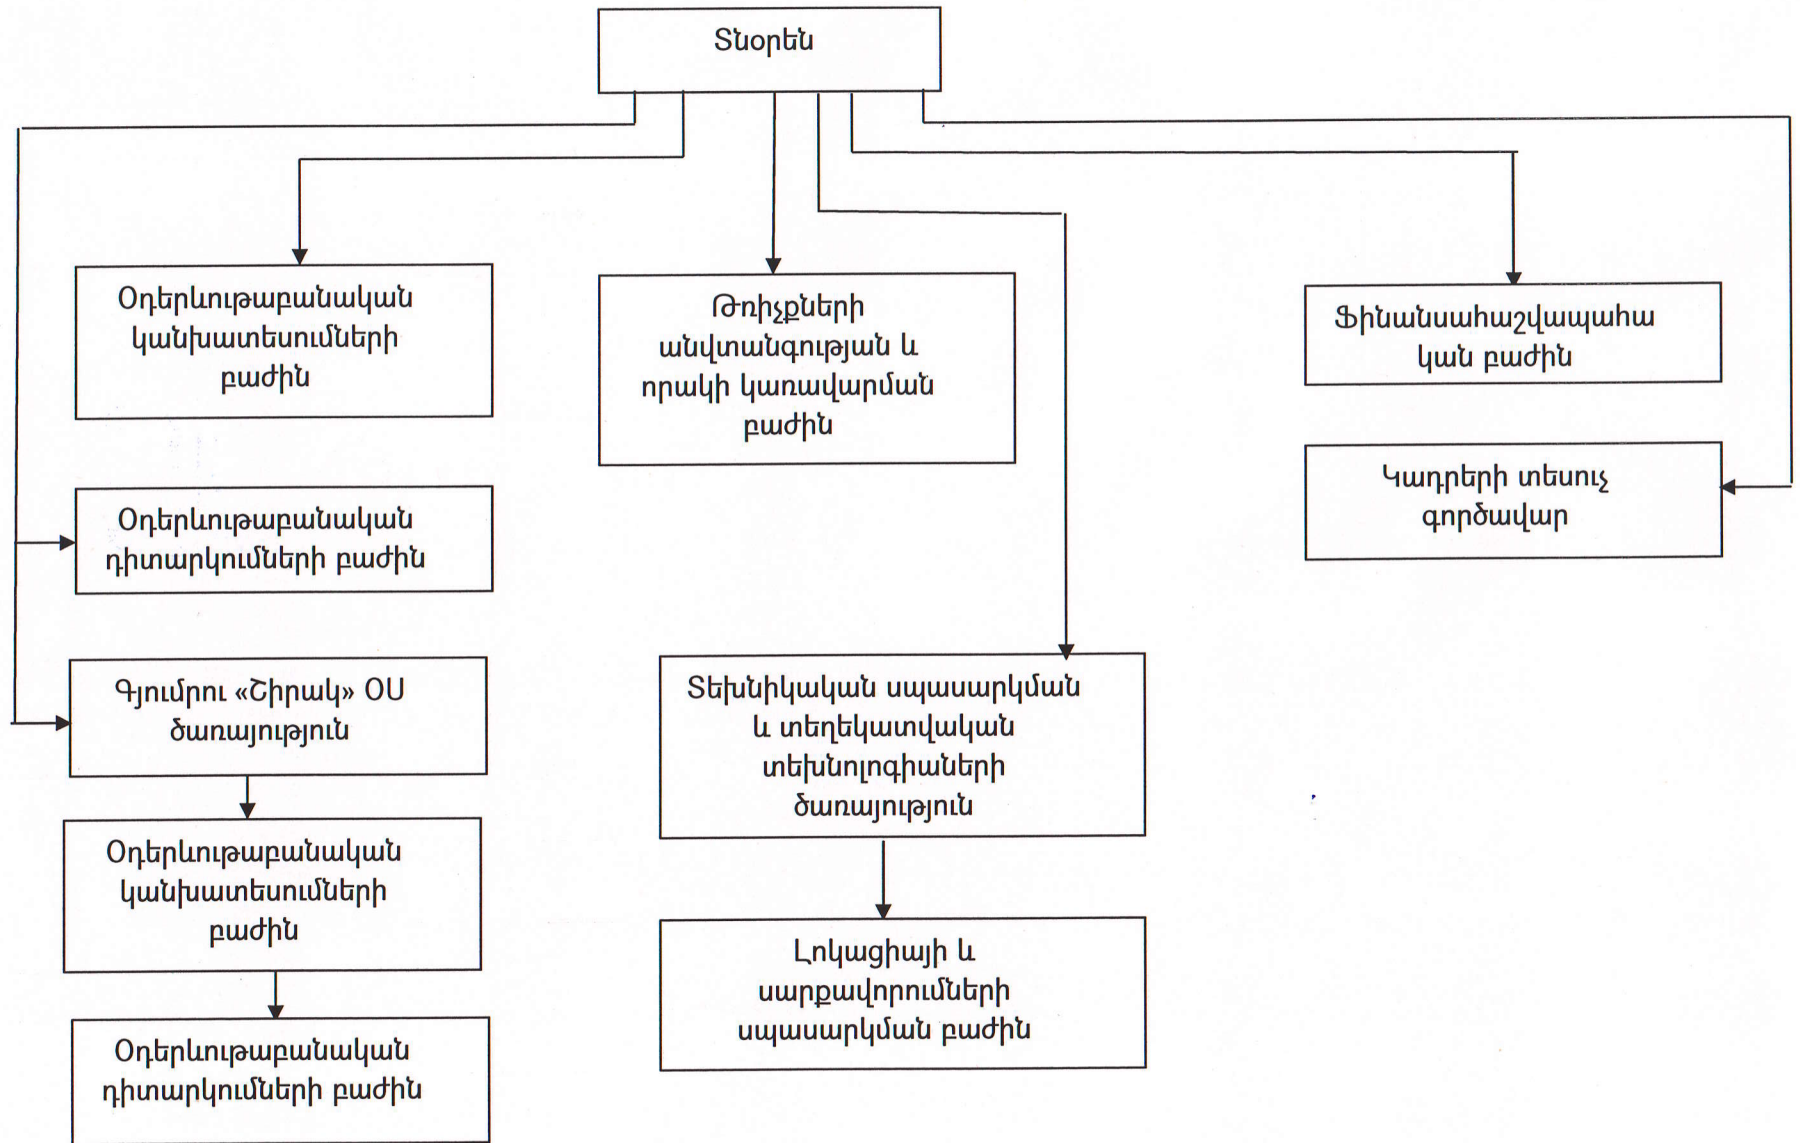 Տնօրեն
Օդերևութաբանական
կանխատեսումների
բաժին
Թռիչքների
անվտանգության և
որակի կառավարման
բաժին
Ֆինանսահաշվապահա
կան բաժին
Կադրերի տեսուչ
գործավար
Օդերևութաբանական
դիտարկումների բաժին
Գյումրու «Շիրակ» ՕՍ
ծառայություն
Տեխնիկական սպասարկման
և տեղեկատվական
տեխնոլոգիաների
ծառայություն
Օդերևութաբանական
կանխատեսումների
բաժին
Լոկացիայի և
սարքավորումների
սպասարկման բաժին
Օդերևութաբանական
դիտարկումների բաժին